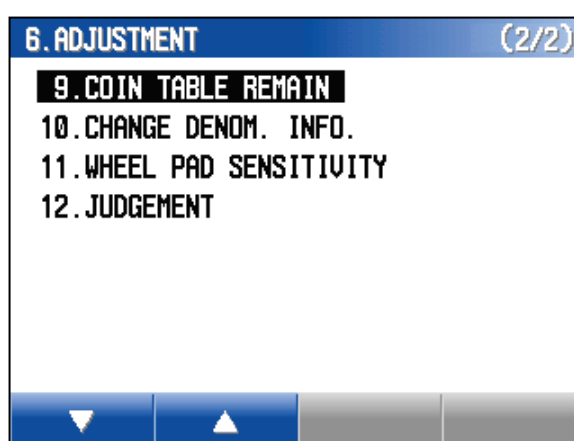 6.ADJUSTMENT (2/2)
9.COIN TABLE REMAIN
10.CHANGE DENOM. INFO.
11.WHEEL PAD SENSITIVITY
12.JUDGEMENT